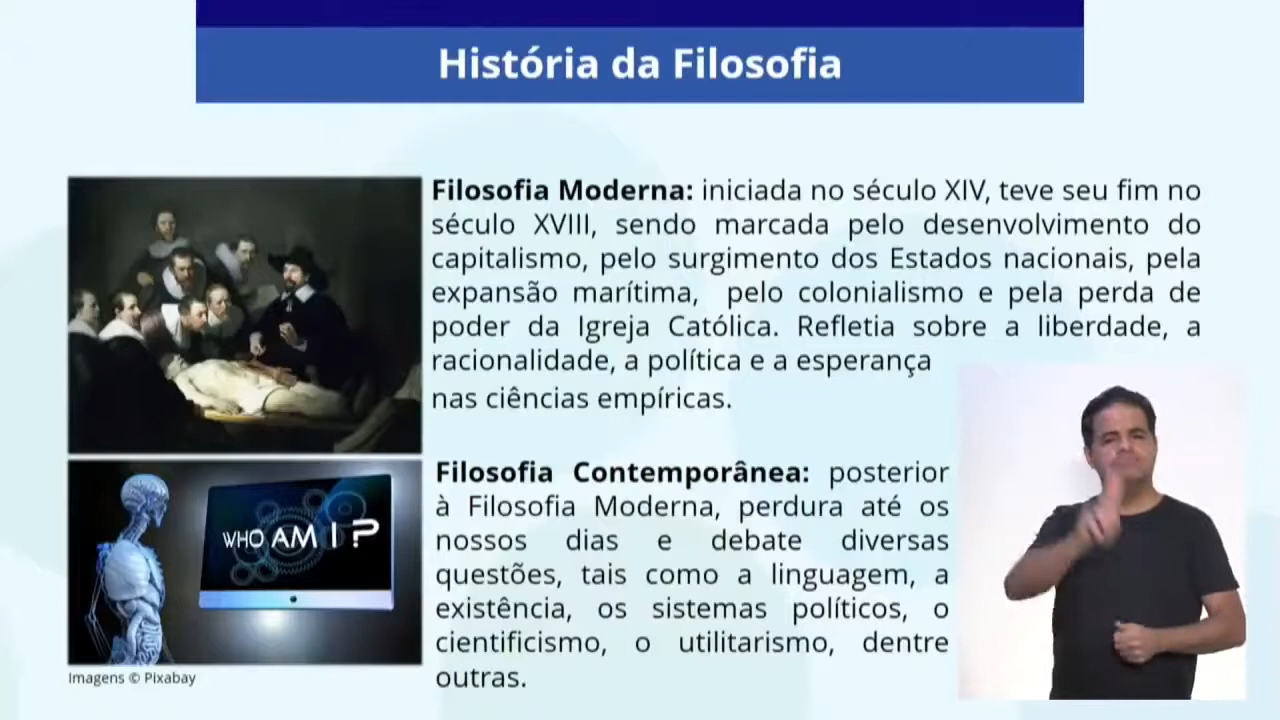 História da Filosofia
Filosofia Moderna: iniciada no século XIV, teve seu fim no
século XVIII, sendo marcada pelo desenvolvimento do
capitalismo, pelo surgimento dos Estados nacionais, pela
expansão marítima, pelo colonialismo e pela perda de
poder da Igreja Católica. Refletia sobre a liberdade, a
racionalidade, a política e a esperança
nas ciências empíricas.
WHO AM I ?
Filosofia Contemporânea: posterior
à Filosofia Moderna, perdura até os
nossos dias e debate diversas
questões, tais como a linguagem, a
existência, os sistemas políticos, o
cientificismo, o utilitarismo, dentre
outras.
Imagens © Pixabay